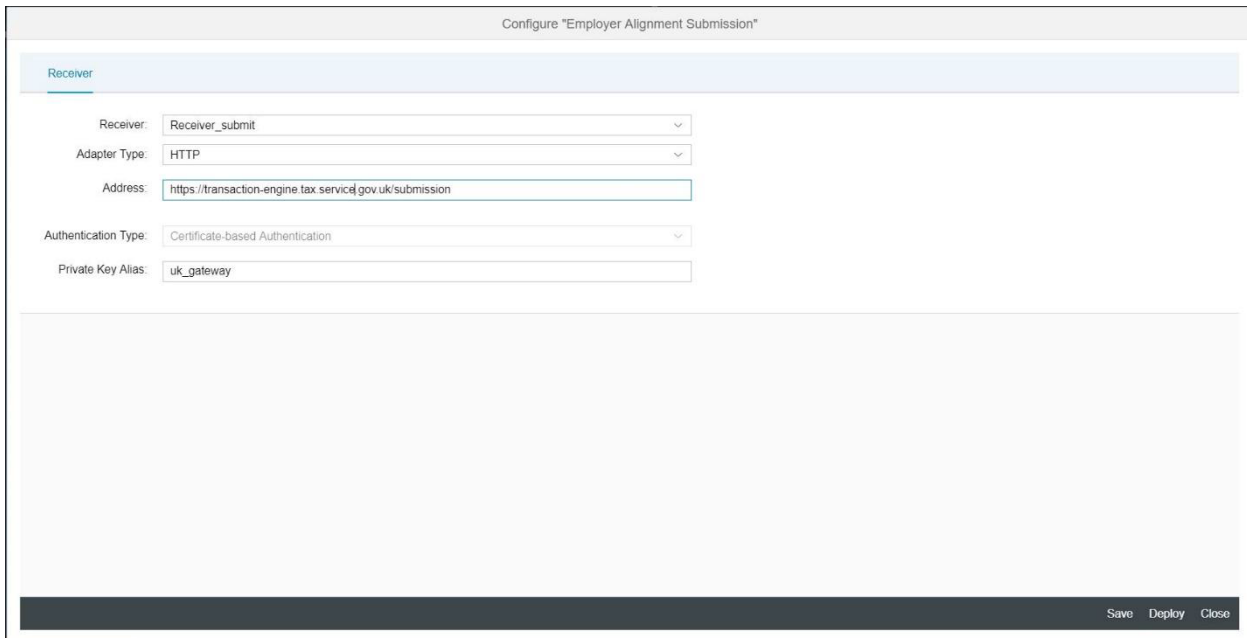 Configure "Employer Alignment Submission"
Receiver
Receiver: Receiver_submit
Adapter Type: HTTP
Address: https://transaction-engine.tax.service.gov.uk/submission
Authentication Type: Certificate-based Authentication
Private Key Alias: uk_gateway
Save Deploy Close